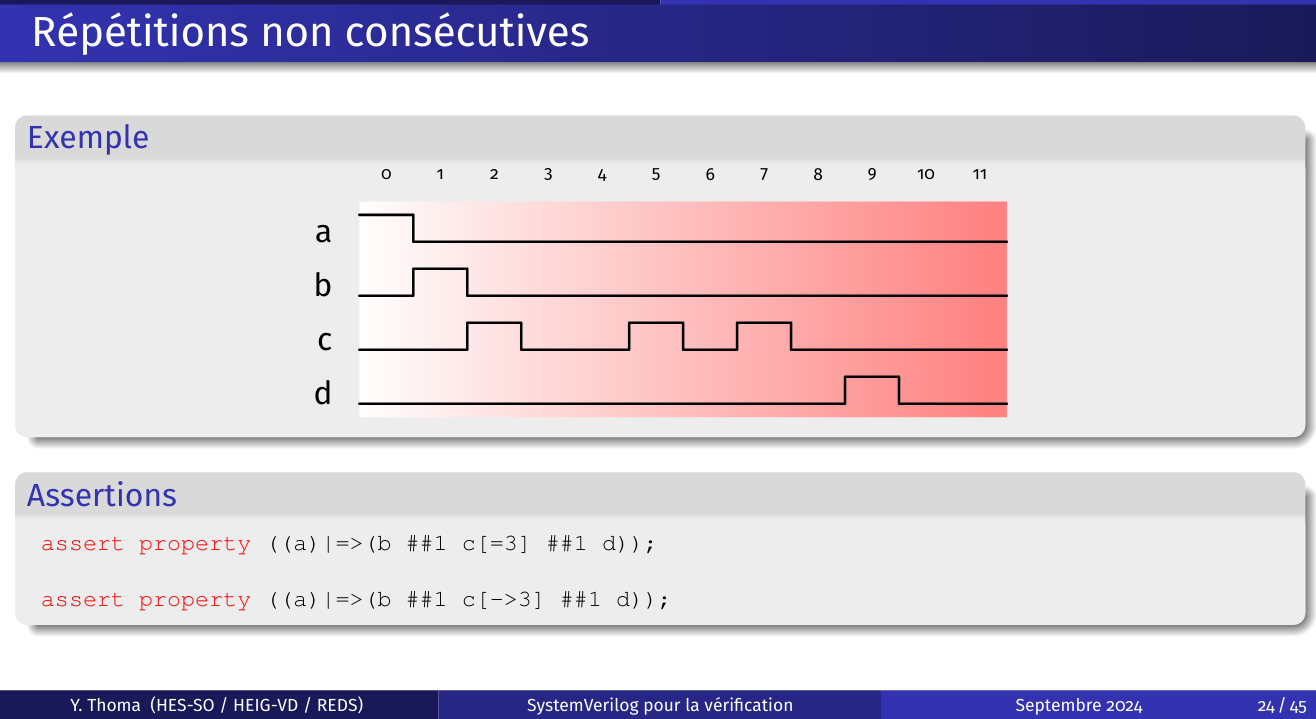 Répétitions non consécutives
Exemple
0 1 2 3 4 5 6 7 8 9 10 11
a
b
c
d
Assertions
assert property ((a)|=>(b ##1 c[=3] ##1 d));
assert property ((a)|=>(b ##1 c[->3] ##1 d));
Y. Thoma (HES-SO / HEIG-VD / REDS) SystemVerilog pour la vérification Septembre 2024 24 / 45